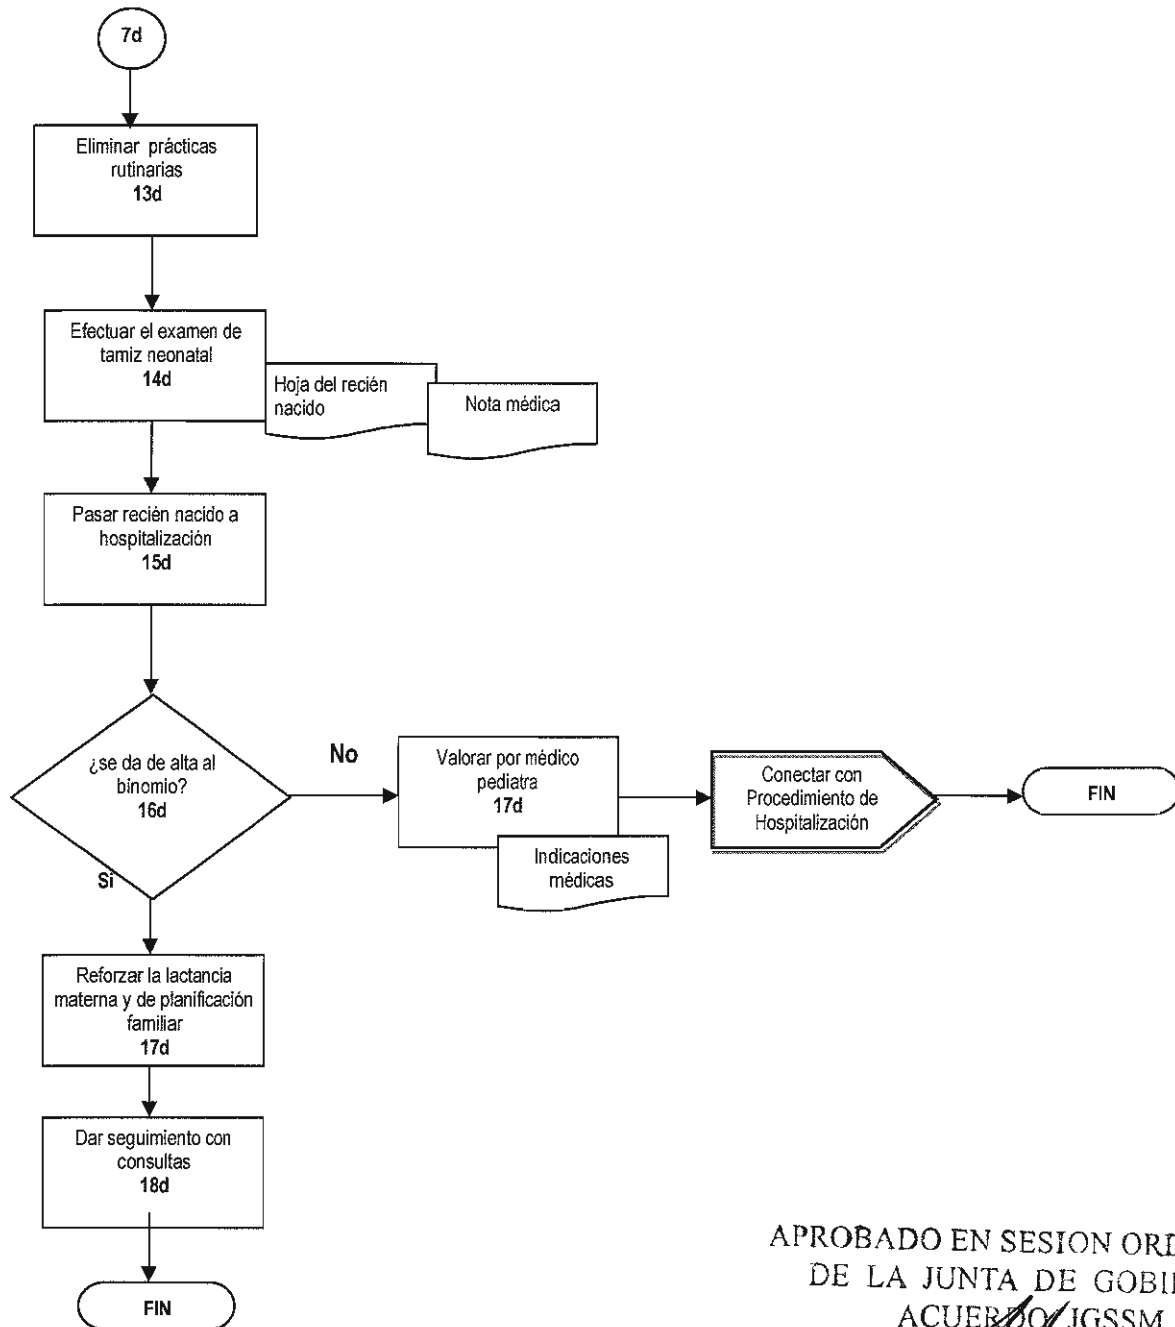 7d
Eliminar prácticas
rutinarias
13d
Efectuar el examen de
tamiz neonatal
14d
Hoja del recién
nacido
Nota médica
Pasar recién nacido a
hospitalización
15d
¿se da de alta al
binomio?
16d
No
Valorar por médico
pediatra
17d
Indicaciones
médicas
Conectar con
Procedimiento de
Hospitalización
FIN
Si
Reforzar la lactancia
materna y de planificación
familiar
17d
Dar seguimiento con
consultas
18d
FIN
APROBADO EN SESION
DE LA JUNTA DE
ACUERDO JGSSM